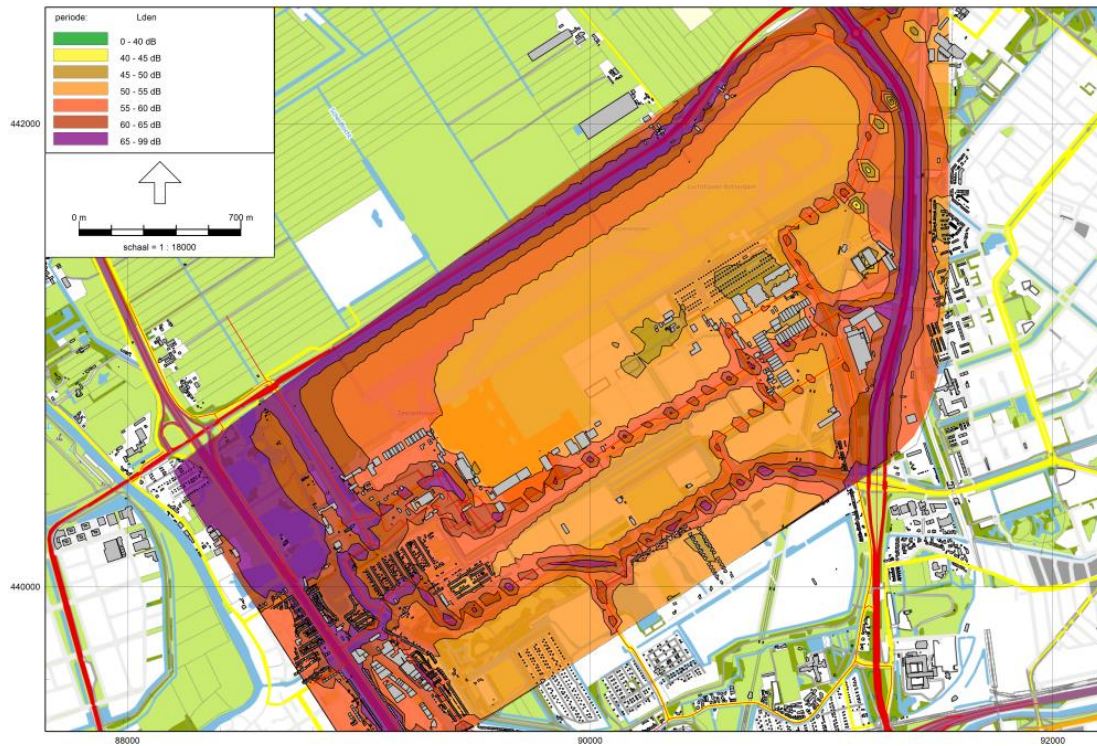 periode: Lden
0 - 40 dB
40 - 45 dB
45 - 50 dB
50 - 55 dB
55 - 60 dB
60 - 65 dB
65 - 99 dB
0 m 700 m
schaal = 1 : 18000
442000
440000
88000 90000 92000